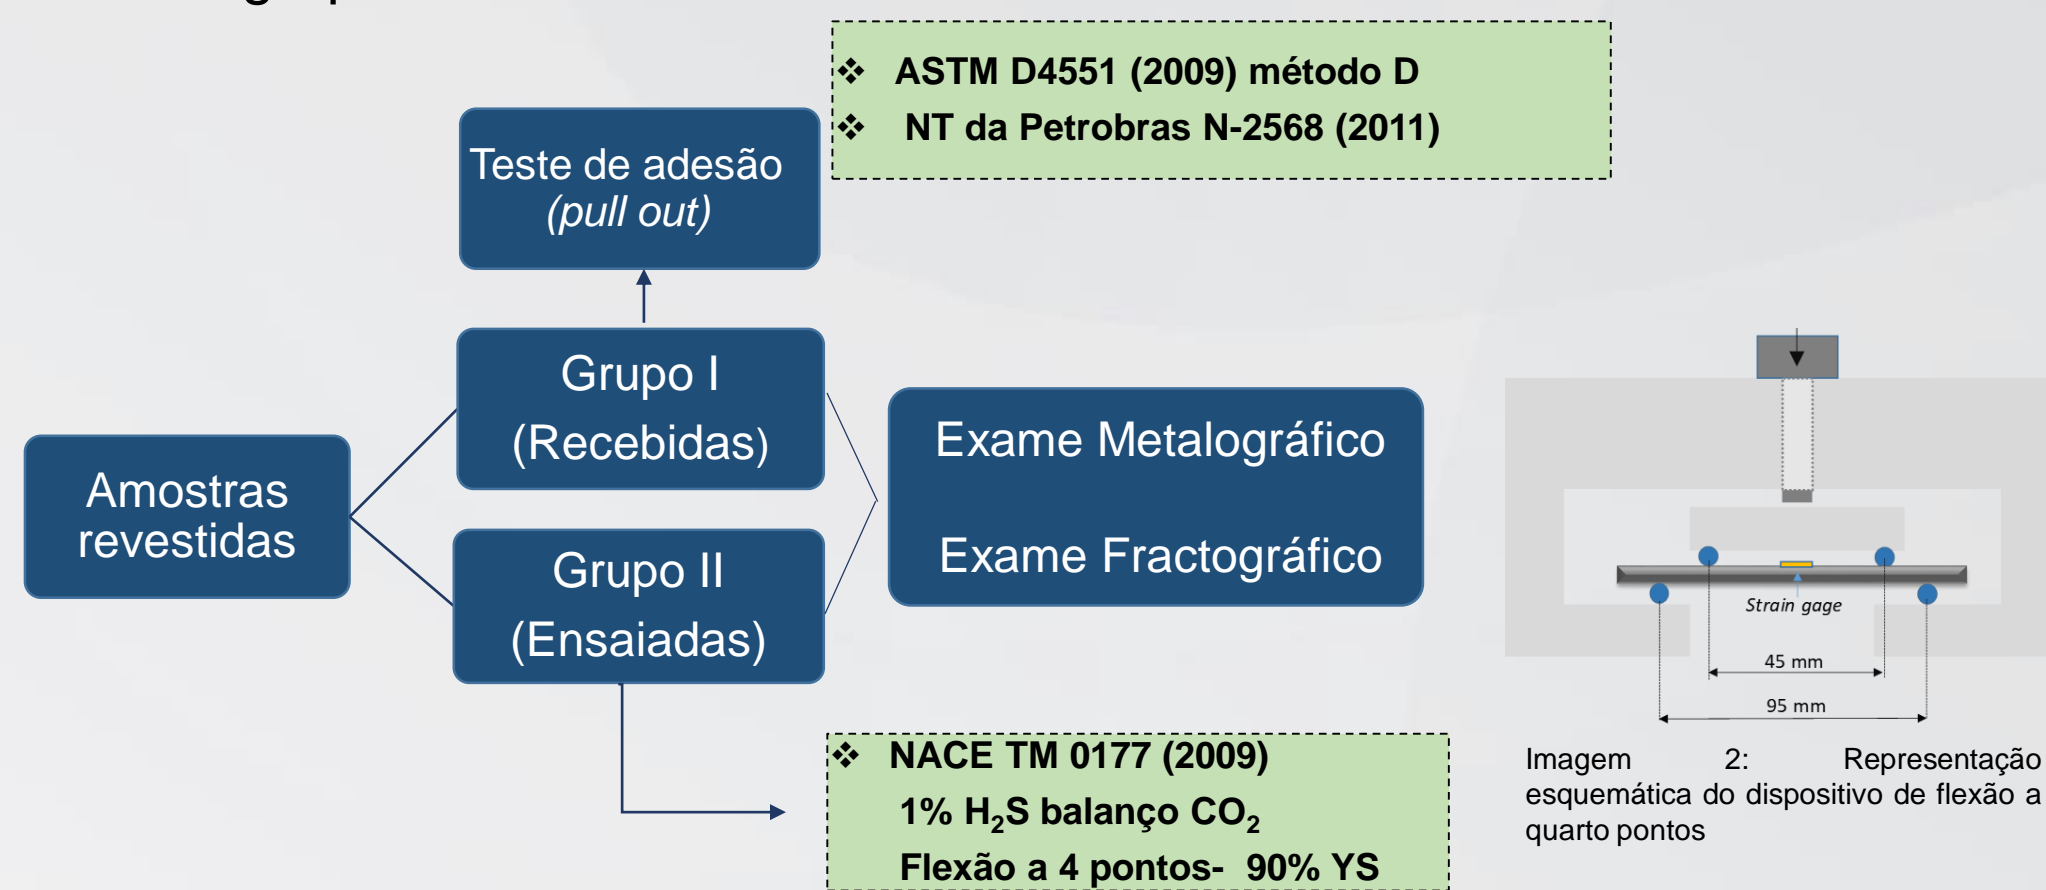 ❖ ASTM D4551 (2009) método D
❖ NT da Petrobras N-2568 (2011)
Teste de adesão
(pull out)
Grupo I
(Recebidas)
Amostras
revestidas
Grupo II
(Ensaiadas)
Exame Metalográfico
Exame Fractográfico
Strain gage
45 mm
95 mm
Imagem 2: Representação
esquemática do dispositivo de flexão a
quarto pontos
❖ NACE TM 0177 (2009)
1% H₂S balanço CO₂
Flexão a 4 pontos- 90% YS